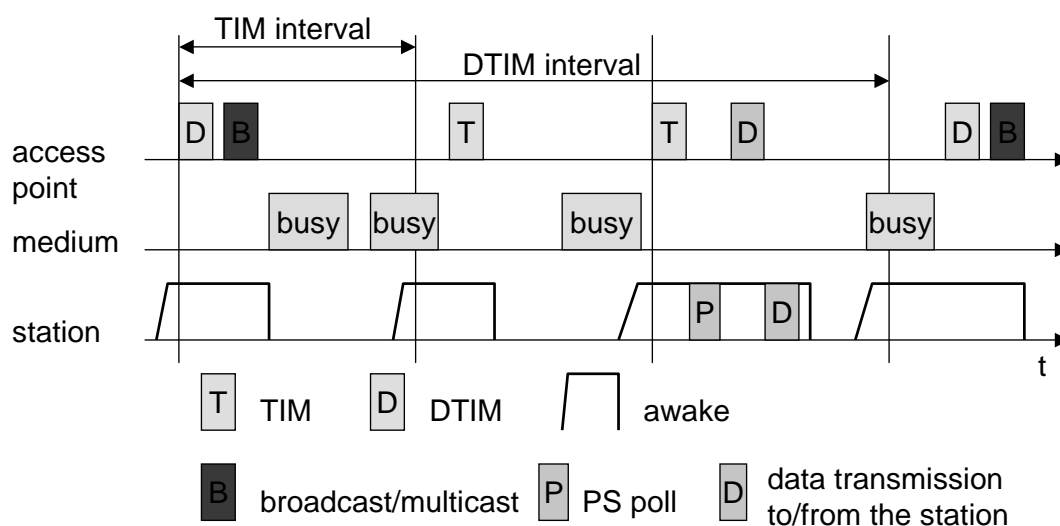 TIM interval
DTIM interval
D B T T D D B
access
point
busy busy busy busy
medium
P D
station
t
T TIM D DTIM awake
B broadcast/multicast P PS poll D data transmission
to/from the station